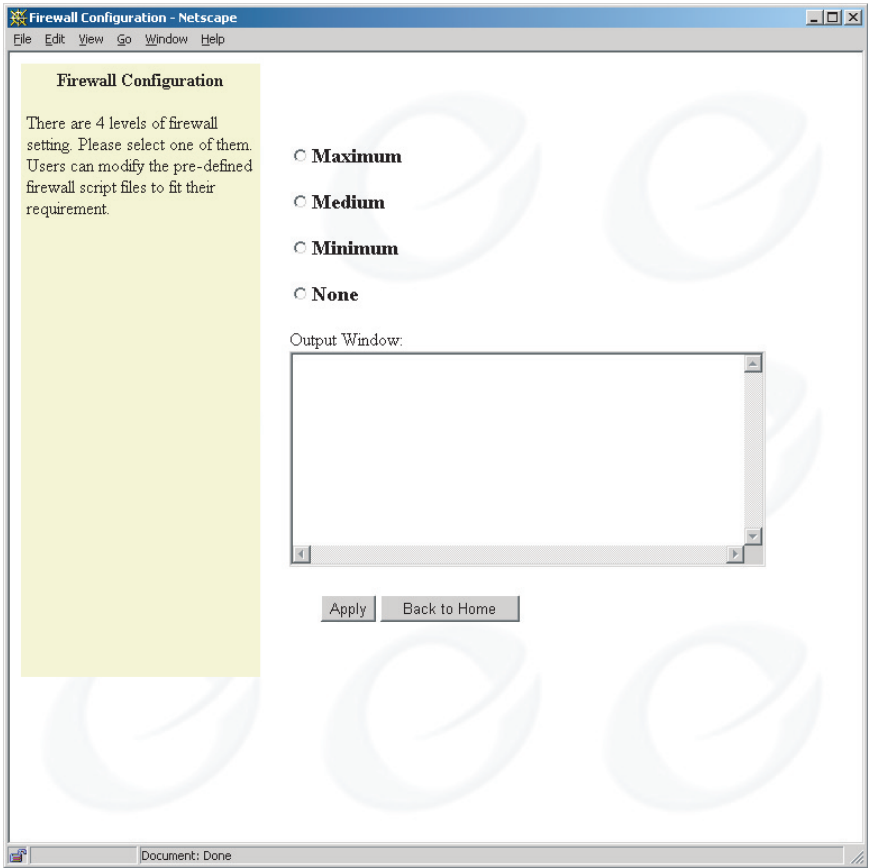 Firewall Configuration - Netscape
File Edit View Go Window Help
Firewall Configuration
There are 4 levels of firewall
setting. Please select one of them.
Users can modify the pre-defined
firewall script files to fit their
requirement.
Maximum
Medium
Minimum
None
Output Window:
Apply Back to Home
Document: Done